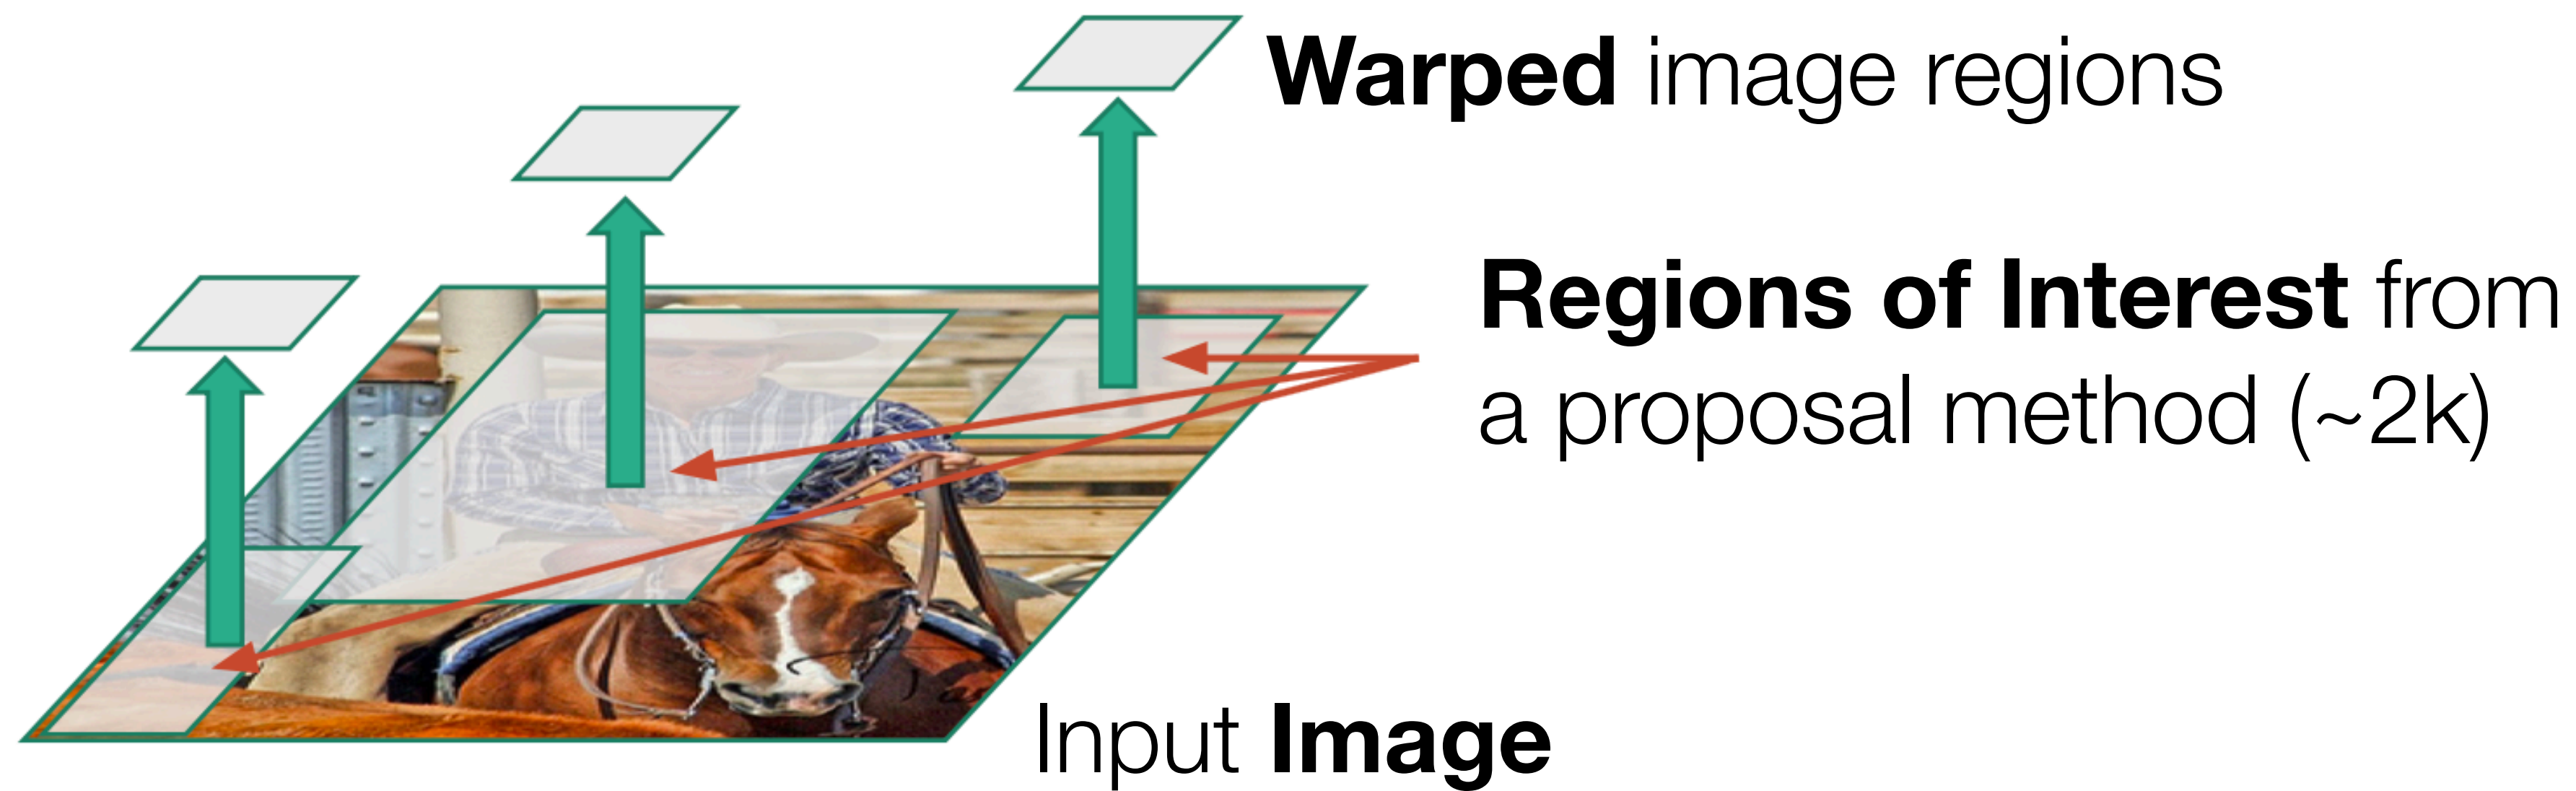 Warped image regions
Regions of Interest from
a proposal method (~2k)
Input Image